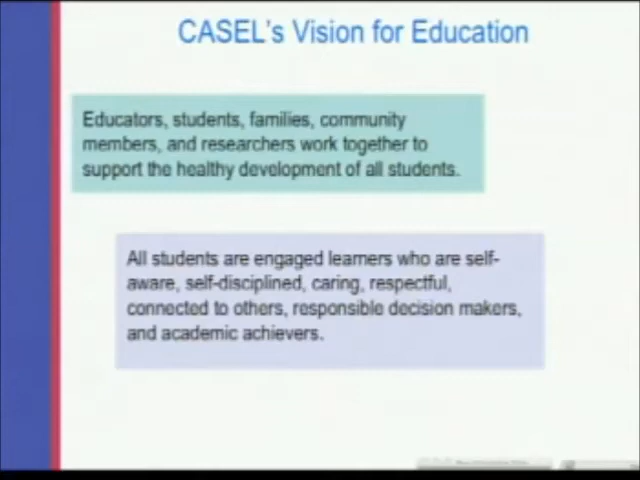 CASEL's Vision for Education
Educators, students, families, community
members, and researchers work together to
support the healthy development of all students.
All students are engaged learners who are self-
aware, self-disciplined, caring, respectful,
connected to others, responsible decision makers,
and academic achievers.